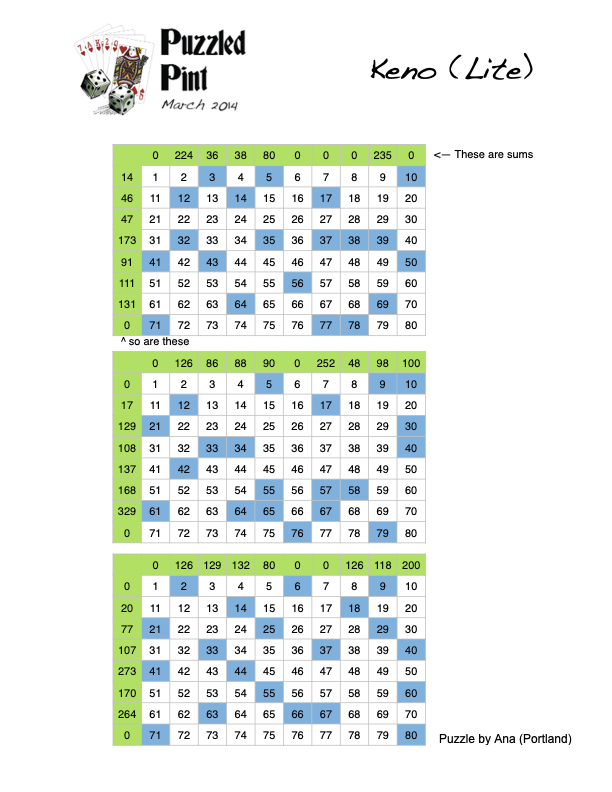 Puzzled
Pint
March 2014
Keno (Lite)
0 224 36 38 80 0 0 0 235 0
<— These are sums
14 1 2 3 4 5 6 7 8 9 10
46 11 12 13 14 15 16 17 18 19 20
47 21 22 23 24 25 26 27 28 29 30
173 31 32 33 34 35 36 37 38 39 40
91 41 42 43 44 45 46 47 48 49 50
111 51 52 53 54 55 56 57 58 59 60
131 61 62 63 64 65 66 67 68 69 70
0 71 72 73 74 75 76 77 78 79 80
^ so are these
0 126 86 88 90 0 252 48 98 100
0 1 2 3 4 5 6 7 8 9 10
17 11 12 13 14 15 16 17 18 19 20
129 21 22 23 24 25 26 27 28 29 30
108 31 32 33 34 35 36 37 38 39 40
137 41 42 43 44 45 46 47 48 49 50
168 51 52 53 54 55 56 57 58 59 60
329 61 62 63 64 65 66 67 68 69 70
0 71 72 73 74 75 76 77 78 79 80
0 126 129 132 80 0 0 126 118 200
0 1 2 3 4 5 6 7 8 9 10
20 11 12 13 14 15 16 17 18 19 20
77 21 22 23 24 25 26 27 28 29 30
107 31 32 33 34 35 36 37 38 39 40
273 41 42 43 44 45 46 47 48 49 50
170 51 52 53 54 55 56 57 58 59 60
264 61 62 63 64 65 66 67 68 69 70
0 71 72 73 74 75 76 77 78 79 80
Puzzle by Ana (Portland)